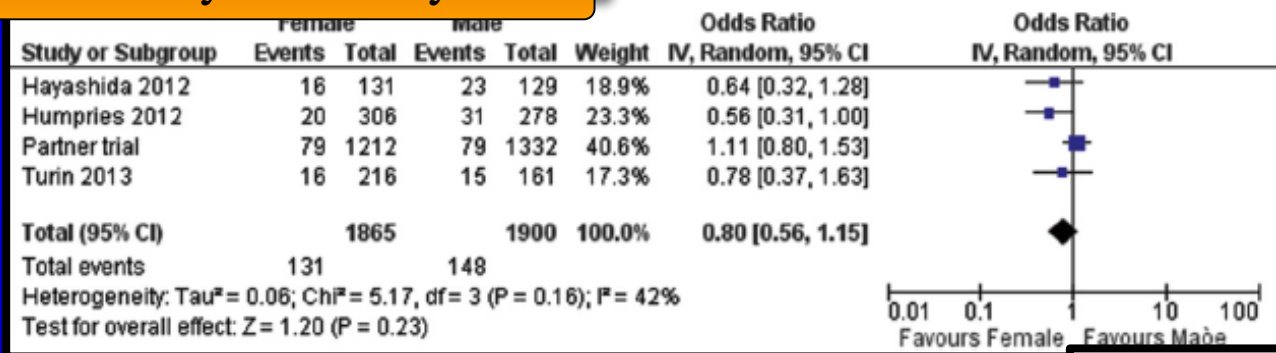 Female Male Odds Ratio Odds Ratio
Study or Subgroup Events Total Events Total Weight IV, Random, 95% CI IV, Random, 95% CI
Hayashida 2012 16 131 23 129 18.9% 0.64 [0.32, 1.28]
Humpries 2012 20 306 31 278 23.3% 0.56 [0.31, 1.00]
Partner trial 79 1212 79 1332 40.6% 1.11 [0.80, 1.53]
Turin 2013 16 216 15 161 17.3% 0.78 [0.37, 1.63]
Total (95% CI) 1865 1900 100.0% 0.80 [0.56, 1.15]
Total events 131 148
Heterogeneity: Tau² = 0.06; Chi² = 5.17, df = 3 (P = 0.16); I² = 42%
Test for overall effect: Z = 1.20 (P = 0.23)
0.01 0.1 1 10 100
Favours Female Favours Maòe